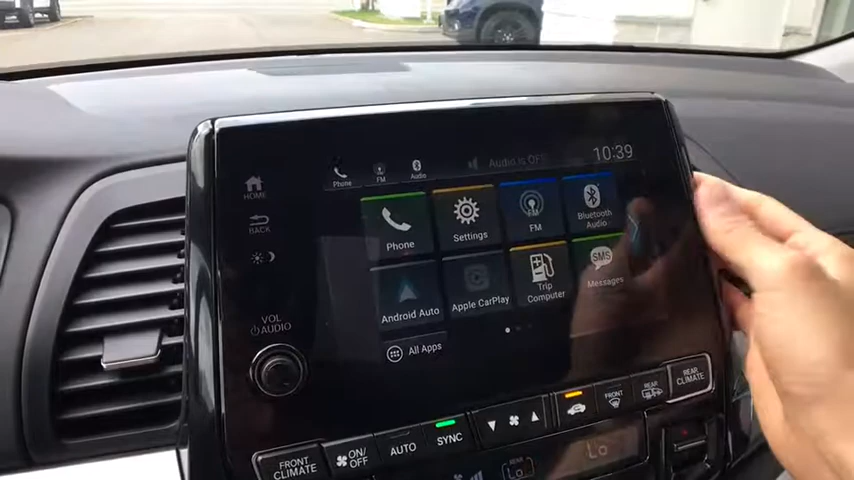 Phone FM Audio Audio is OFF 10:39
HOME
BACK
Phone Settings FM Bluetooth Audio
Android Auto Apple CarPlay Trip Computer SMS Messages
All Apps
VOL
AUDIO
FRONT CLIMATE ON OFF AUTO SYNC FRONT REAR REAR CLIMATE
Lo Lo